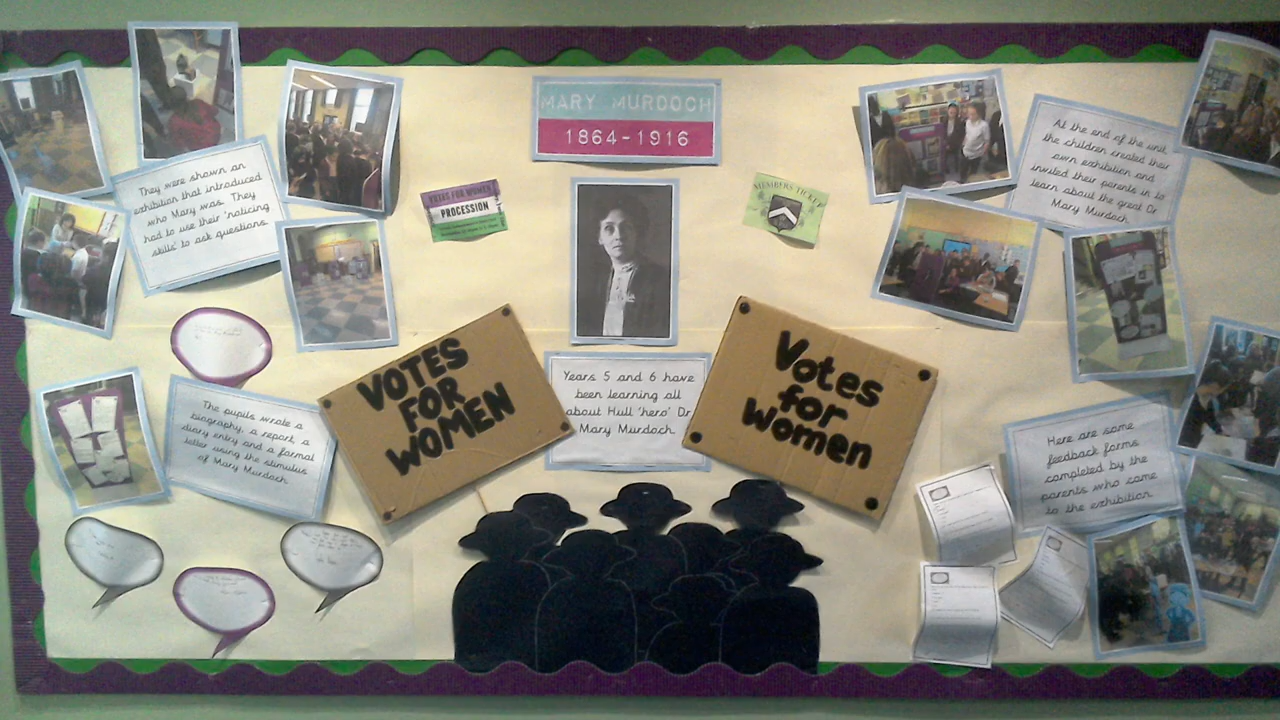 MARY MURDOCH
1864-1916
They were shown an
exhibition that introduced
who Mary was. They
had to use their 'noticing
skills' to ask questions.
VOTES FOR WOMEN
PROCESSION
MEMBERS TICKET
At the end of the unit
the children created their
own exhibition and
invited their parents in to
learn about the great Dr
Mary Murdoch.
VOTES
FOR
WOMEN
Years 5 and 6 have
been learning all
about Hull 'hero' Dr
Mary Murdoch.
Votes
for
Women
The pupils wrote a
biography, a report, a
diary entry and a formal
letter using the stimulus
of Mary Murdoch.
Here are some
feedback forms
completed by the
parents who came
to the exhibition.